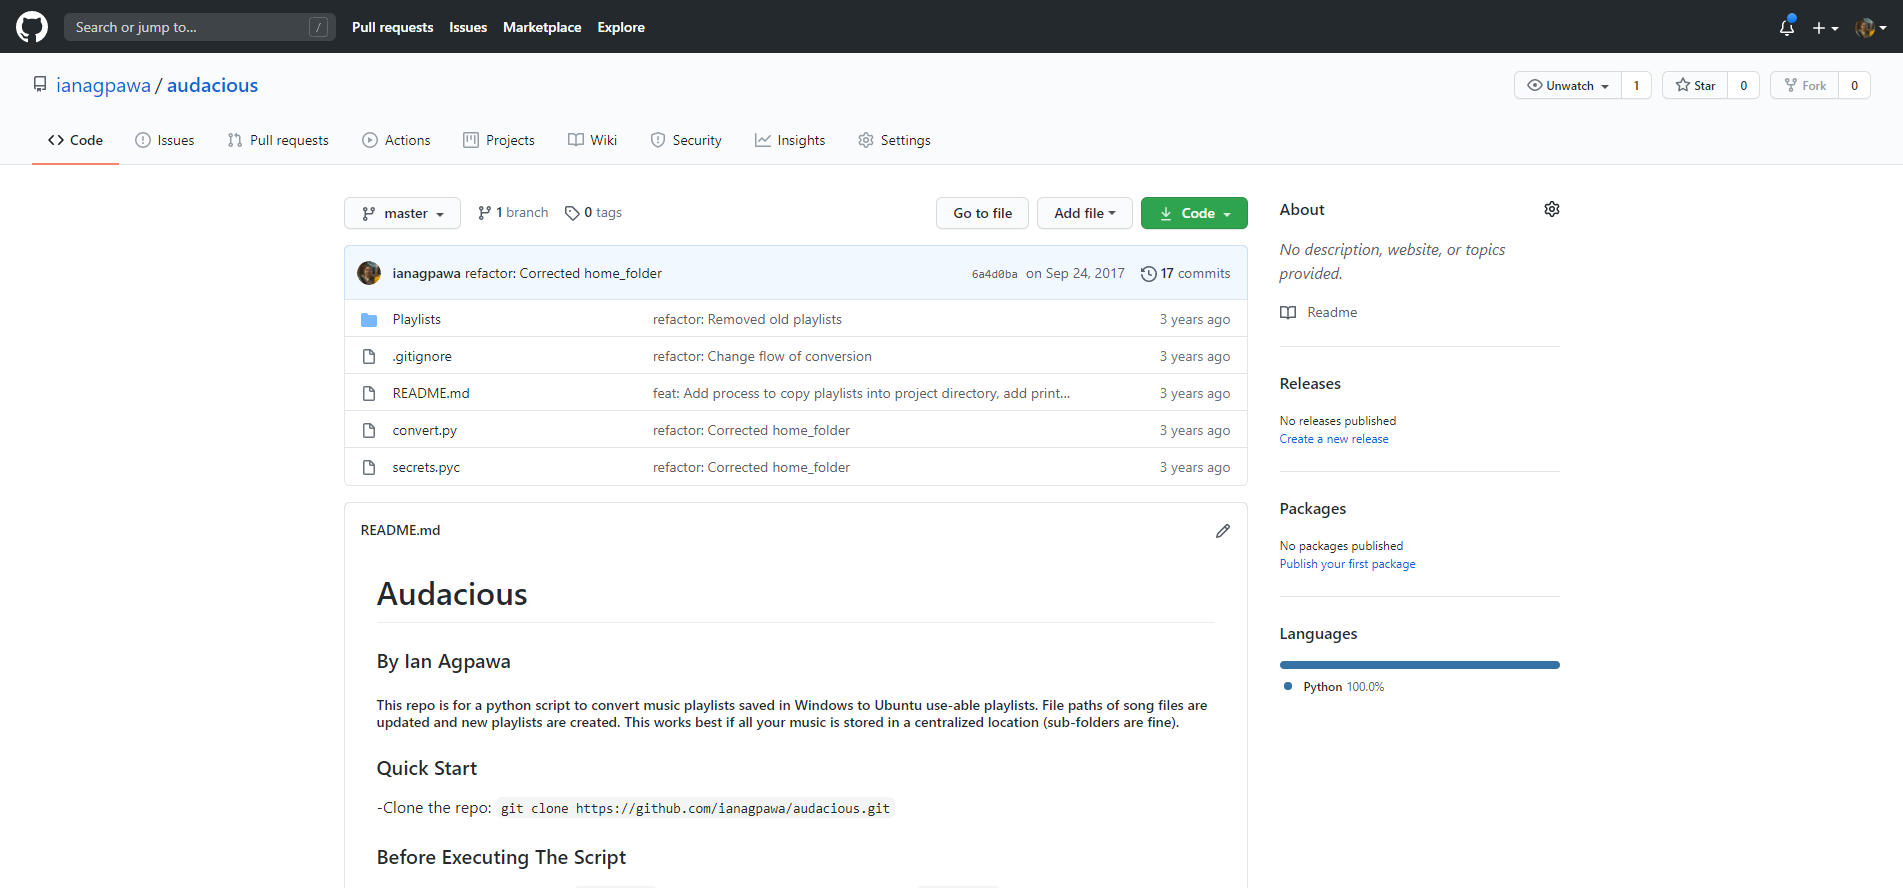 Search or jump to... /
Pull requests Issues Marketplace Explore
ianagpawa / audacious
Unwatch 1 Star 0 Fork 0
Code Issues Pull requests Actions Projects Wiki Security Insights Settings
master 1 branch 0 tags
Go to file Add file Code
ianagpawa refactor: Corrected home_folder 6a4d0ba on Sep 24, 2017 17 commits
Playlists refactor: Removed old playlists 3 years ago
.gitignore refactor: Change flow of conversion 3 years ago
README.md feat: Add process to copy playlists into project directory, add print... 3 years ago
convert.py refactor: Corrected home_folder 3 years ago
secrets.pyc refactor: Corrected home_folder 3 years ago
README.md
Audacious
By Ian Agpawa
This repo is for a python script to convert music playlists saved in Windows to Ubuntu use-able playlists. File paths of song files are
updated and new playlists are created. This works best if all your music is stored in a centralized location (sub-folders are fine).
Quick Start
-Clone the repo: git clone https://github.com/ianagpawa/audacious.git
Before Executing The Script
About
No description, website, or topics
provided.
Readme
Releases
No releases published
Create a new release
Packages
No packages published
Publish your first package
Languages
Python 100.0%